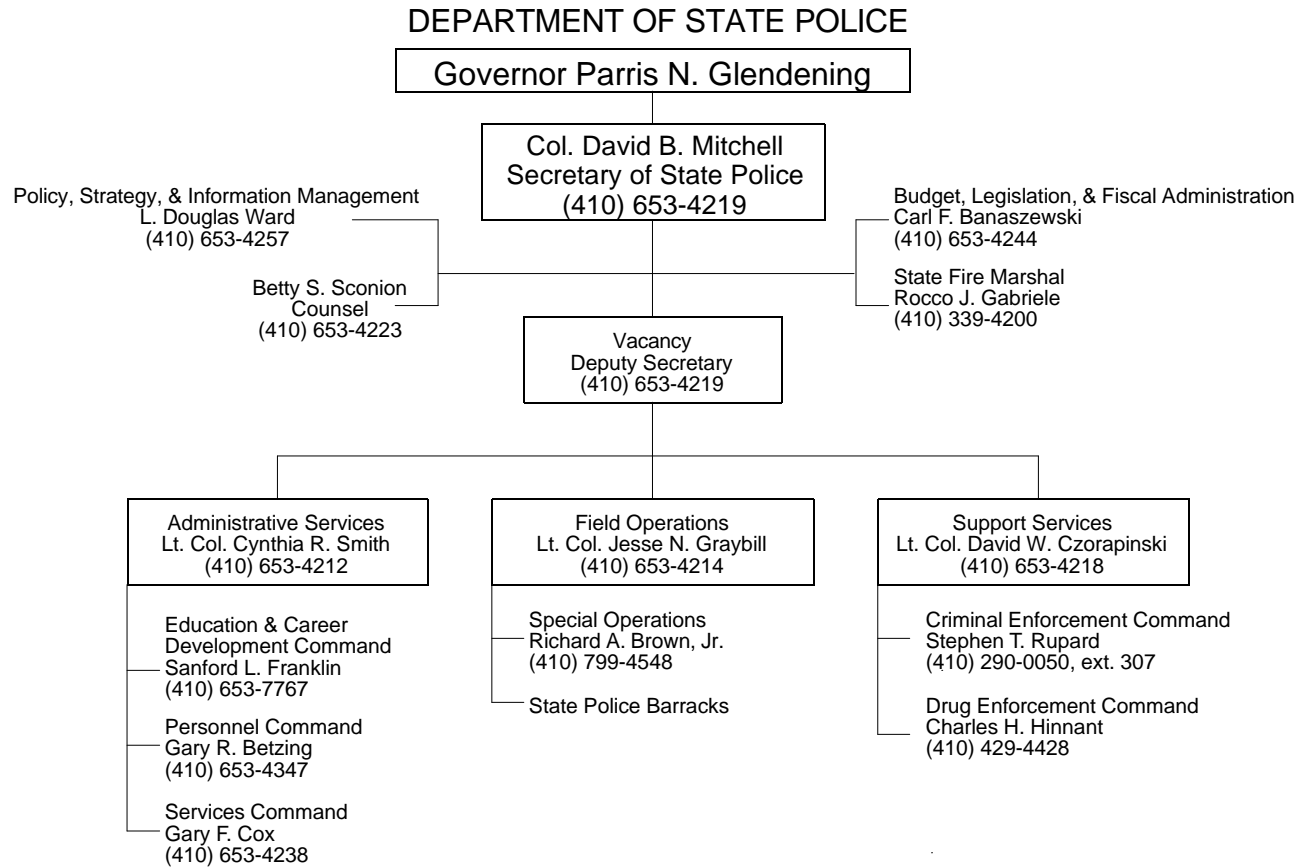 DEPARTMENT OF STATE POLICE
Governor Parris N. Glendening
Col. David B. Mitchell
Secretary of State Police
(410) 653-4219
Policy, Strategy, & Information Management
L. Douglas Ward
(410) 653-4257
Budget, Legislation, & Fiscal Administration
Carl F. Banaszewski
(410) 653-4244
Betty S. Sconion
Counsel
(410) 653-4223
State Fire Marshal
Rocco J. Gabriele
(410) 339-4200
Vacancy
Deputy Secretary
(410) 653-4219
Administrative Services
Lt. Col. Cynthia R. Smith
(410) 653-4212
Education & Career
Development Command
Sanford L. Franklin
(410) 653-7767
Personnel Command
Gary R. Betzing
(410) 653-4347
Services Command
Gary F. Cox
(410) 653-4238
Field Operations
Lt. Col. Jesse N. Graybill
(410) 653-4214
Special Operations
Richard A. Brown, Jr.
(410) 799-4548
State Police Barracks
Support Services
Lt. Col. David W. Czorapinski
(410) 653-4218
Criminal Enforcement Command
Stephen T. Rupard
(410) 290-0050, ext. 307
Drug Enforcement Command
Charles H. Hinnant
(410) 429-4428